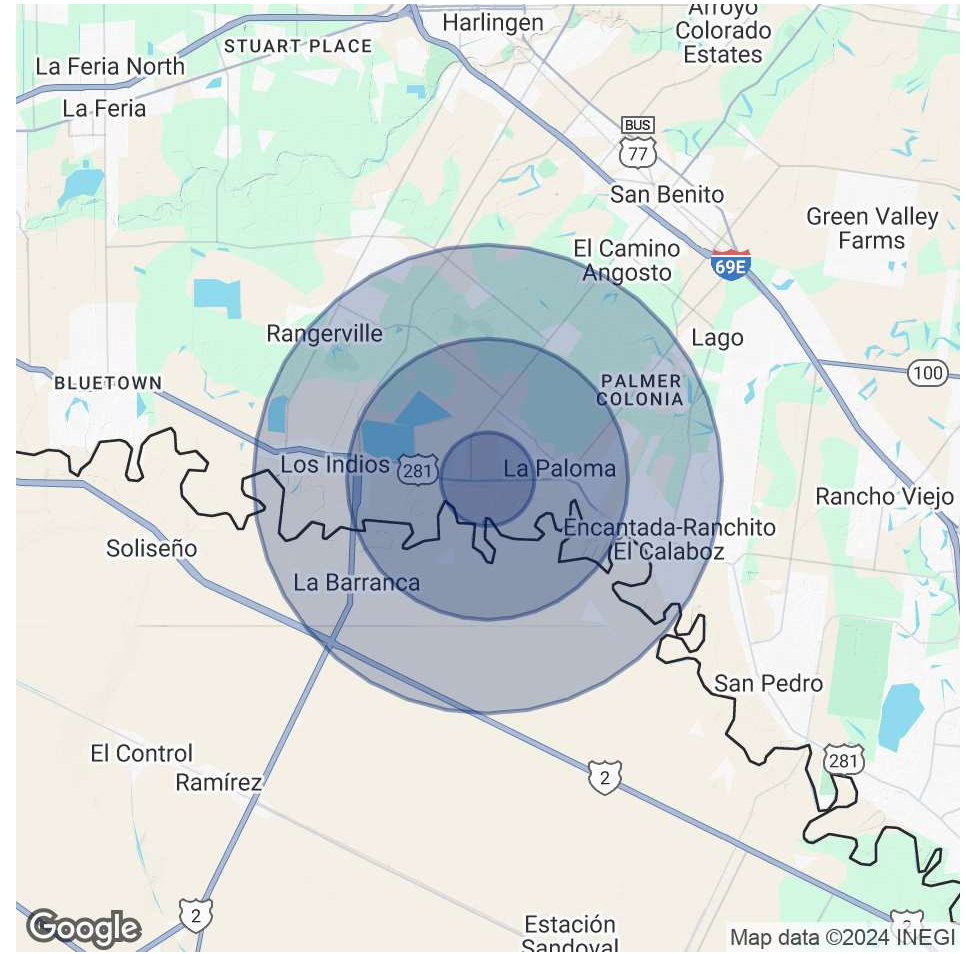 Harlingen
Arroyo
Colorado
Estates
STUART PLACE
La Feria North
La Feria
BUS
77
San Benito
Green Valley
Farms
El Camino
Angosto
69E
Rangerville
Lago
BLUETOWN
PALMER
COLONIA
100
Los Indios
281
La Paloma
Rancho Viejo
Encantada-Ranchito
El Calaboz
Soliseño
La Barranca
San Pedro
El Control
Ramírez
281
2
2
2
Estación
Sandoval
Google
Map data ©2024 INEGI